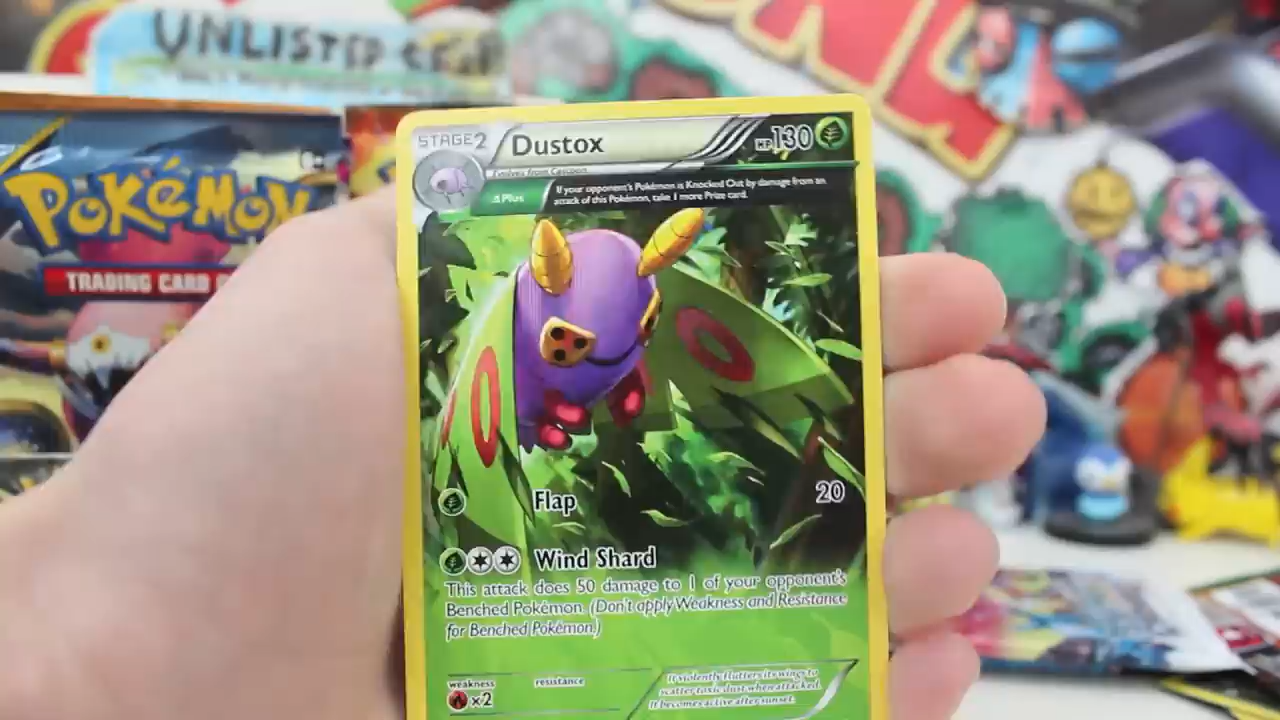 UNLISTED
POKÉMON
TRADING CARD
STAGE2
Dustox
HP130
Evolves from Cascoon
Δ Plus
If your opponent's Pokémon is Knocked Out by damage from an
attack of this Pokémon, take 1 more Prize card.
Flap
20
Wind Shard
This attack does 50 damage to 1 of your opponent's
Benched Pokémon. (Don't apply Weakness and Resistance
for Benched Pokémon.)
weakness
×2
resistance
It violently flutters its wings to
scatter toxic dust when attacked.
It becomes active after sunset.